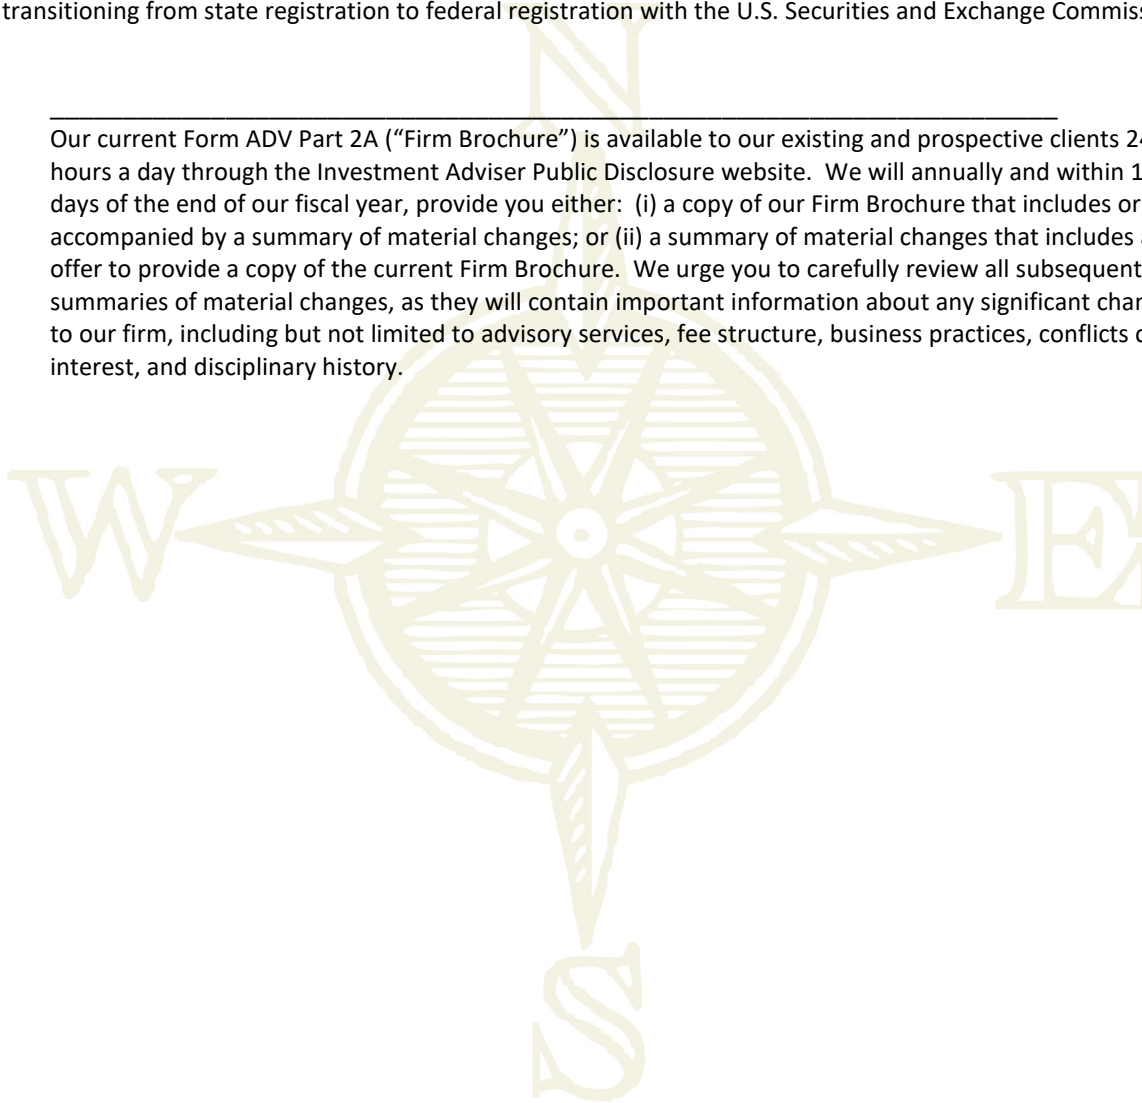 transitioning from state registration to federal registration with the U.S. Securities and Exchange Commis
N
Our current Form ADV Part 2A (“Firm Brochure”) is available to our existing and prospective clients 24
hours a day through the Investment Adviser Public Disclosure website.  We will annually and within 1
days of the end of our fiscal year, provide you either:  (i) a copy of our Firm Brochure that includes or
accompanied by a summary of material changes; or (ii) a summary of material changes that includes a
offer to provide a copy of the current Firm Brochure.  We urge you to carefully review all subsequent
summaries of material changes, as they will contain important information about any significant char
to our firm, including but not limited to advisory services, fee structure, business practices, conflicts o
interest, and disciplinary history.
W E
S